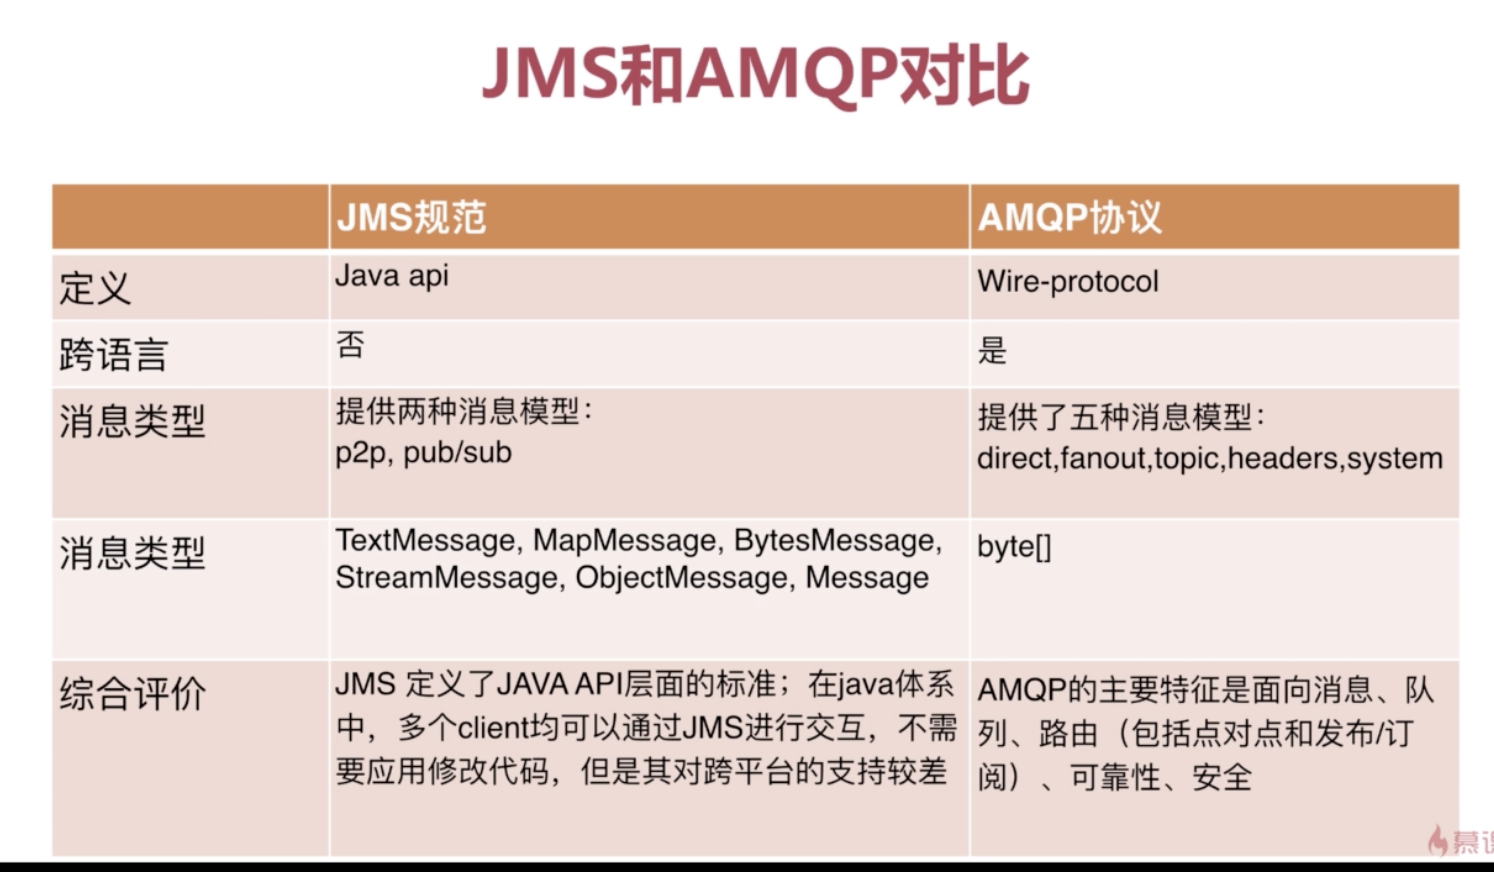 JMS和AMQP对比
JMS规范
AMQP协议
定义
Java api
Wire-protocol
跨语言
否
是
消息类型
提供两种消息模型：
p2p, pub/sub
提供了五种消息模型：
direct,fanout,topic,headers,system
消息类型
TextMessage, MapMessage, BytesMessage,
StreamMessage, ObjectMessage, Message
byte[]
综合评价
JMS 定义了JAVA API层面的标准；在java体系
中，多个client均可以通过JMS进行交互，不需
要应用修改代码，但是其对跨平台的支持较差
AMQP的主要特征是面向消息、队
列、路由（包括点对点和发布/订
阅）、可靠性、安全
慕